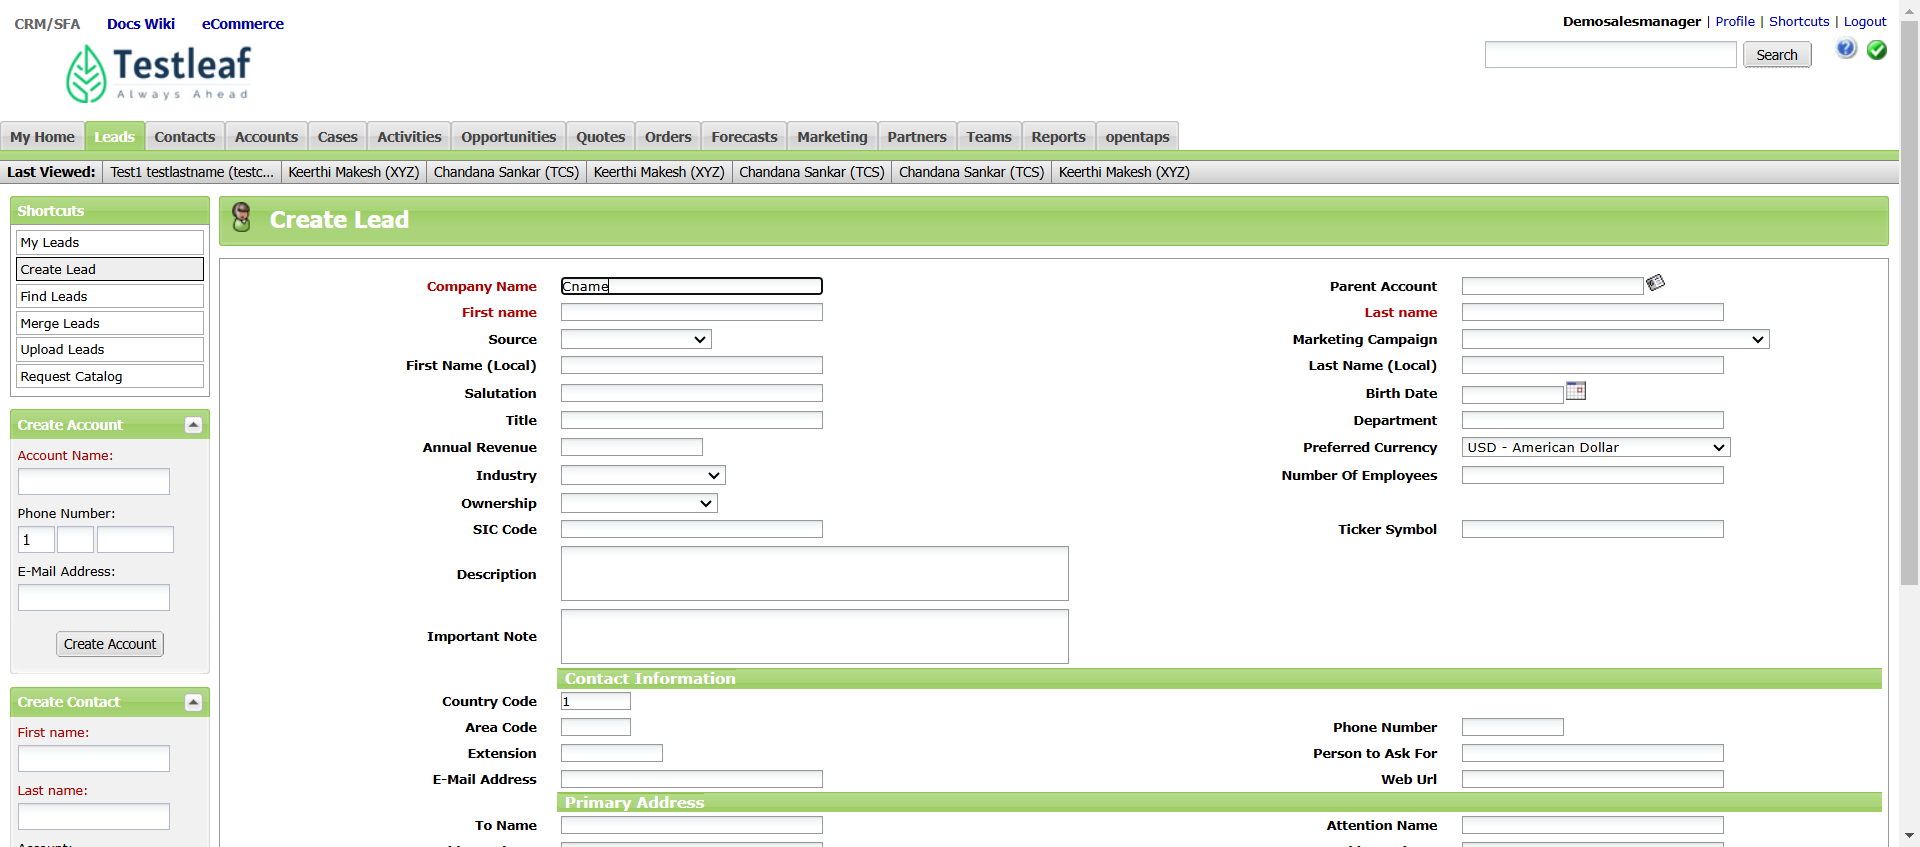 CRM/SFA Docs Wiki eCommerce
Demosalesmanager | Profile | Shortcuts | Logout
Testleaf
Always Ahead
Search
My Home Leads Contacts Accounts Cases Activities Opportunities Quotes Orders Forecasts Marketing Partners Teams Reports opentaps
Last Viewed: Test1 testlastname (testc... Keerthi Makesh (XYZ) Chandana Sankar (TCS) Keerthi Makesh (XYZ) Chandana Sankar (TCS) Chandana Sankar (TCS) Keerthi Makesh (XYZ)
Shortcuts
My Leads
Create Lead
Find Leads
Merge Leads
Upload Leads
Request Catalog
Create Account
Account Name:
Phone Number:
1
E-Mail Address:
Create Account
Create Contact
First name:
Last name:
Create Lead
Company Name Cname Parent Account
First name Last name
Source Marketing Campaign
First Name (Local) Last Name (Local)
Salutation Birth Date
Title Department
Annual Revenue Preferred Currency USD - American Dollar
Industry Number Of Employees
Ownership
SIC Code Ticker Symbol
Description
Important Note
Contact Information
Country Code 1
Area Code Phone Number
Extension Person to Ask For
E-Mail Address Web Url
Primary Address
To Name Attention Name